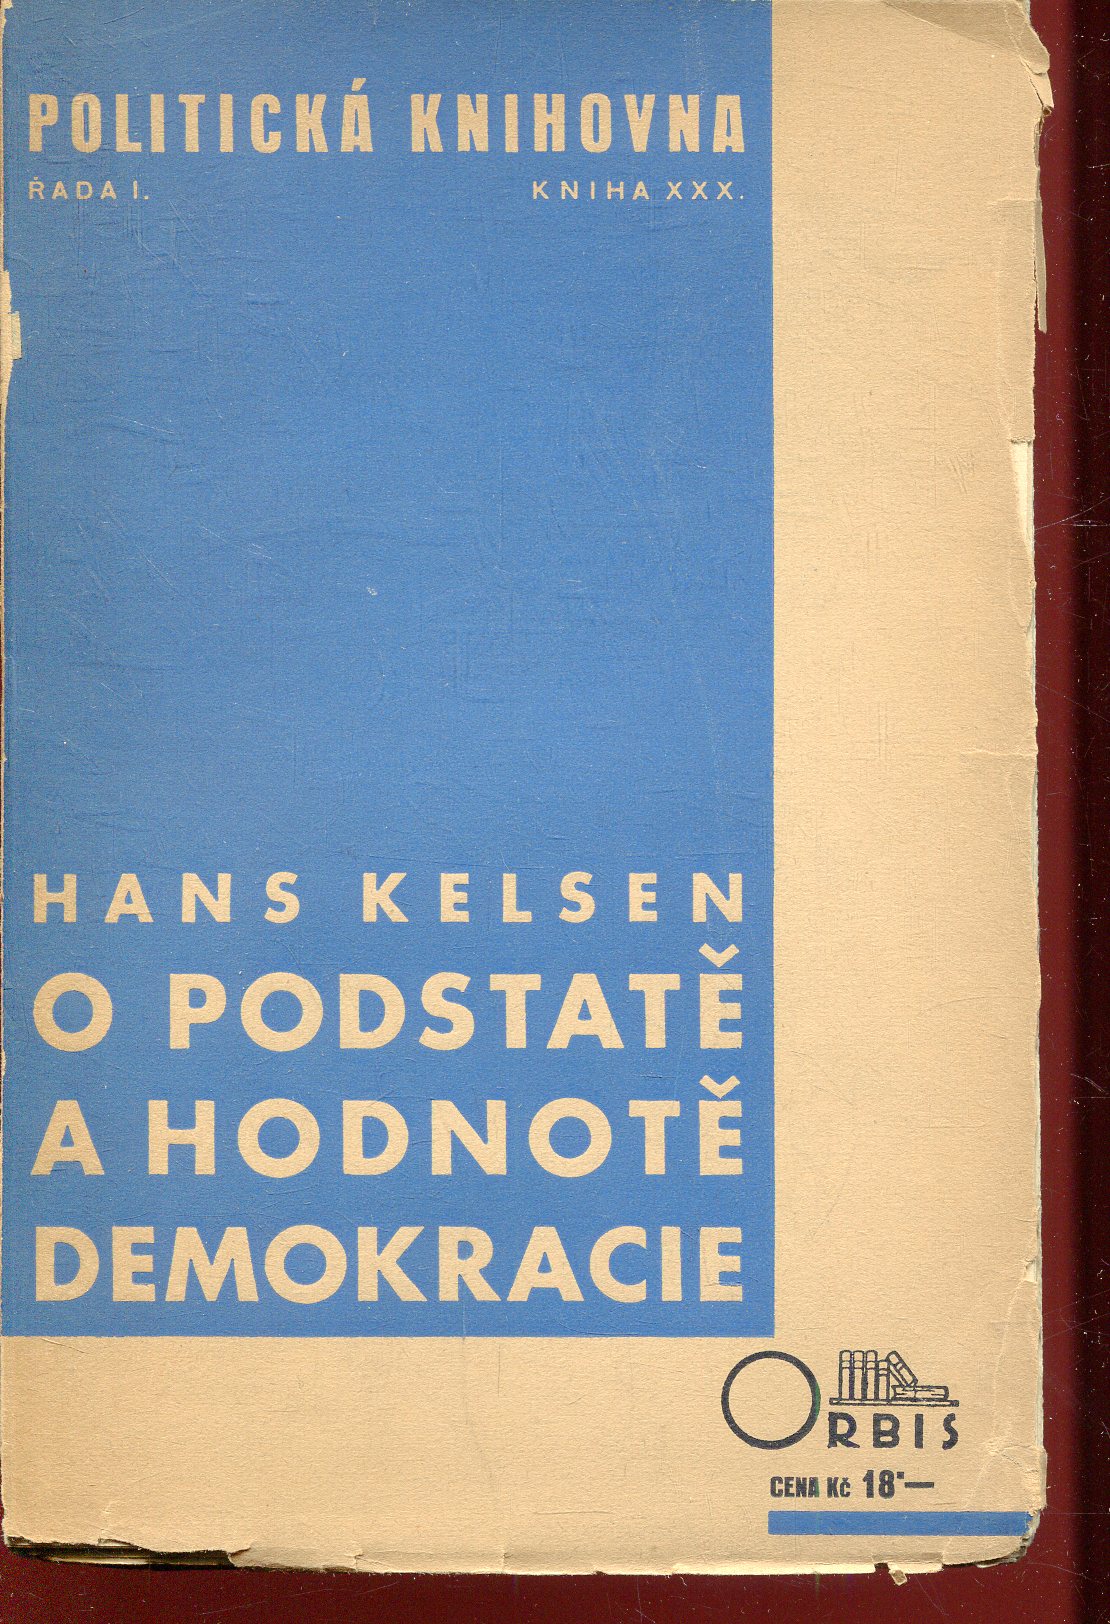 POLITICKÁ KNIHOVNA
ŘADA I. KNIHA XXX.
HANS KELSEN
O PODSTATĚ
A HODNOTĚ
DEMOKRACIE
ORBIS
CENA Kč 18·—